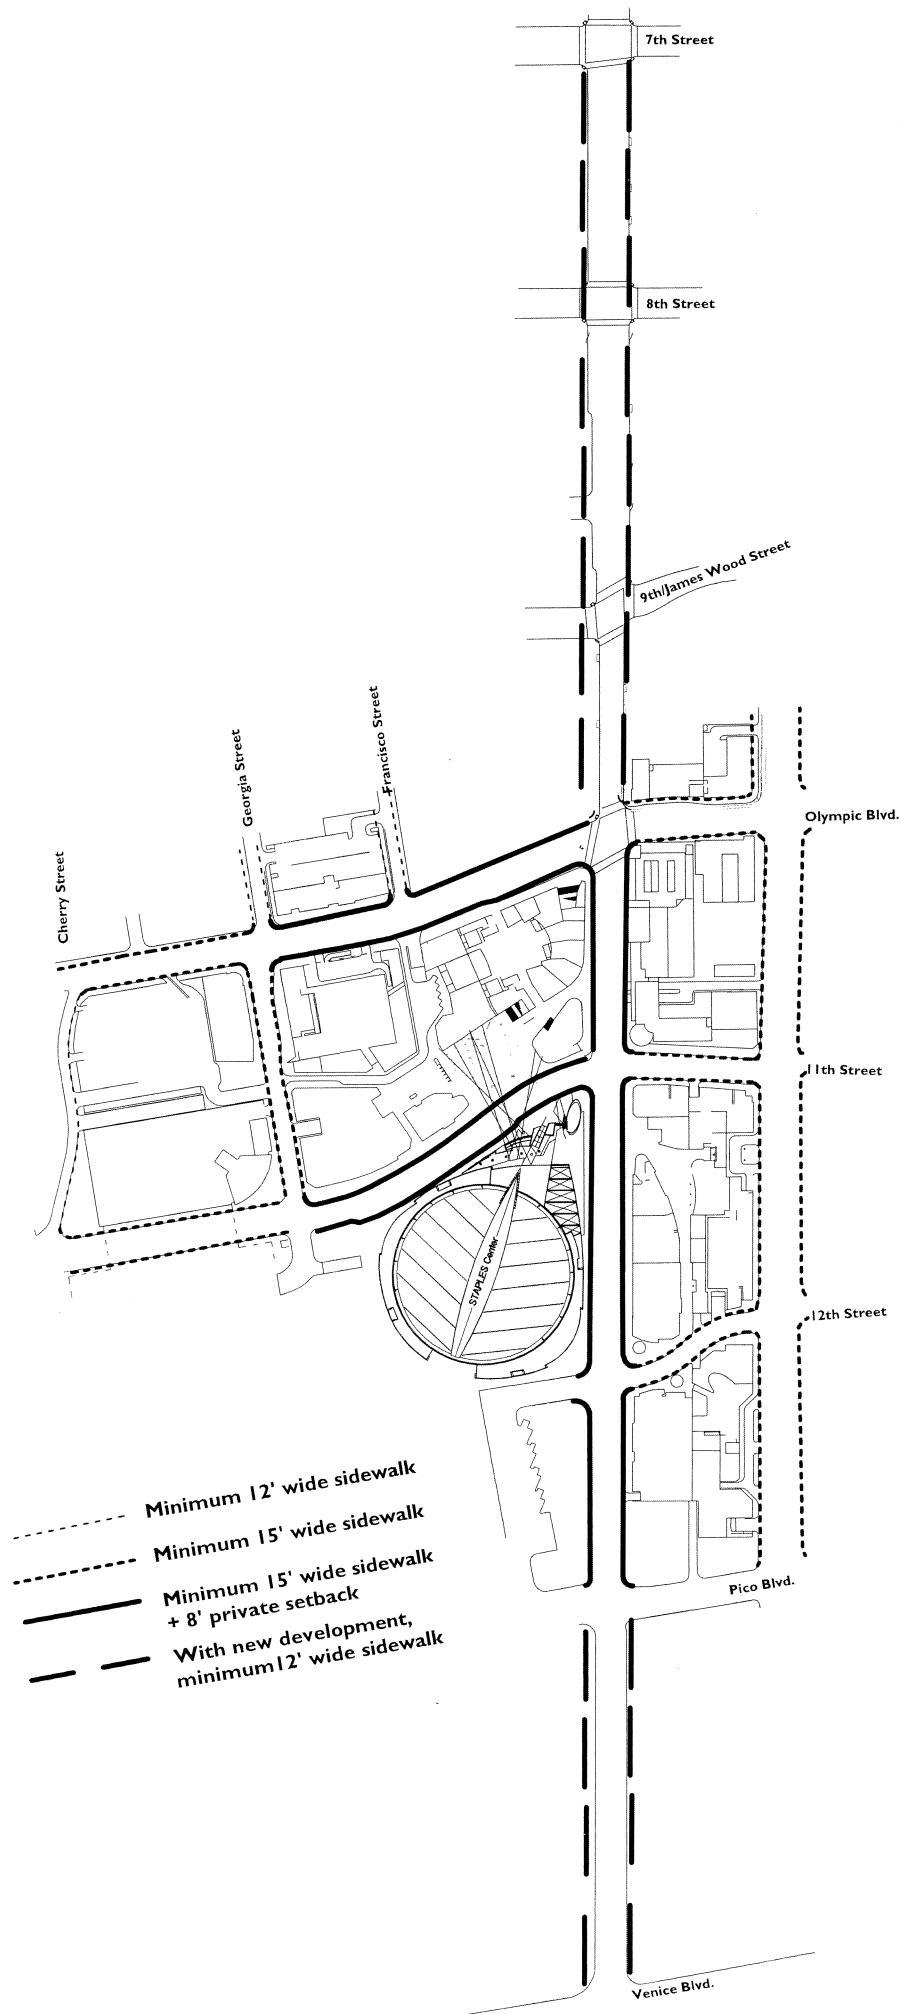 7th Street
8th Street
9th/James Wood Street
Francisco Street
Georgia Street
Cherry Street
Olympic Blvd.
11th Street
STAPLES Center
12th Street
Minimum 12' wide sidewalk
Minimum 15' wide sidewalk
Minimum 15' wide sidewalk
+ 8' private setback
With new development,
minimum12' wide sidewalk
Pico Blvd.
Venice Blvd.